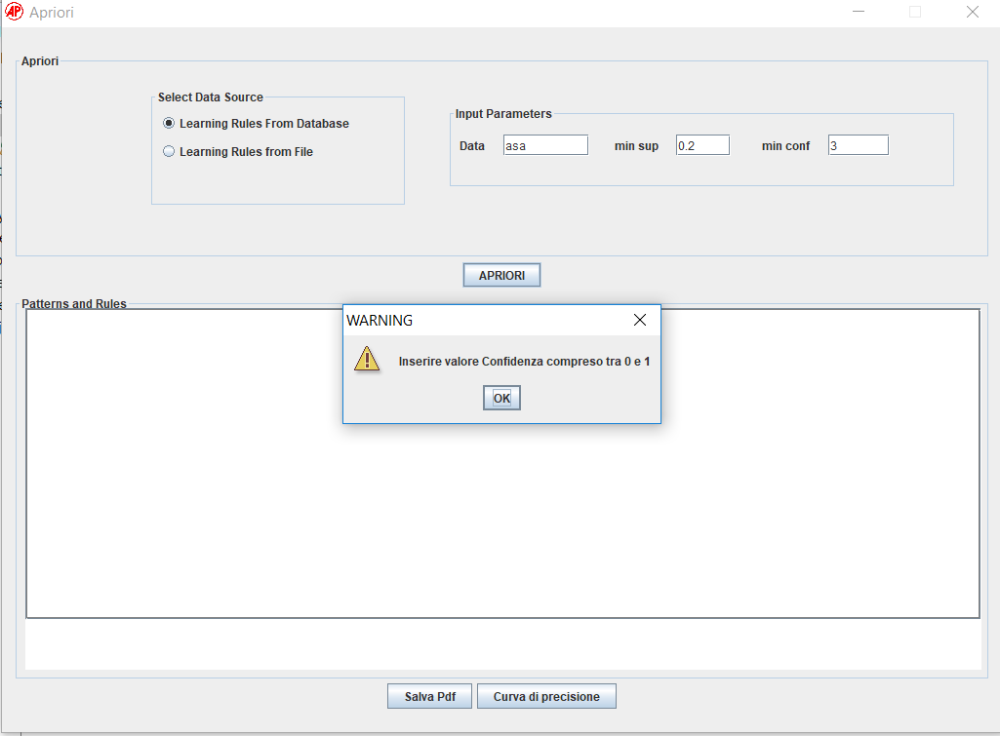 AP Apriori
Apriori
Select Data Source
Learning Rules From Database
Learning Rules from File
Input Parameters
Data asa min sup 0.2 min conf 3
APRIORI
Patterns and Rules
WARNING
Inserire valore Confidenza compreso tra 0 e 1
OK
Salva Pdf Curva di precisione